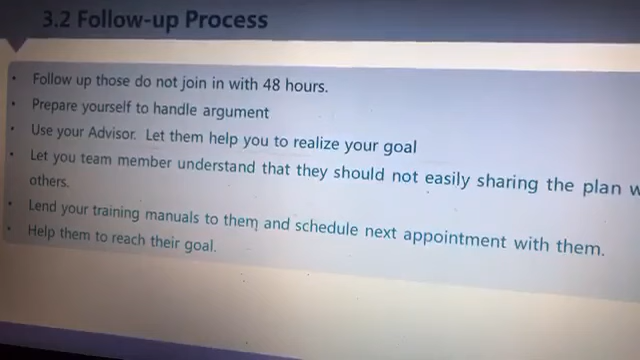 3.2 Follow-up Process
• Follow up those do not join in with 48 hours.
• Prepare yourself to handle argument
• Use your Advisor. Let them help you to realize your goal
• Let you team member understand that they should not easily sharing the plan
others.
• Lend your training manuals to them and schedule next appointment with them.
• Help them to reach their goal.